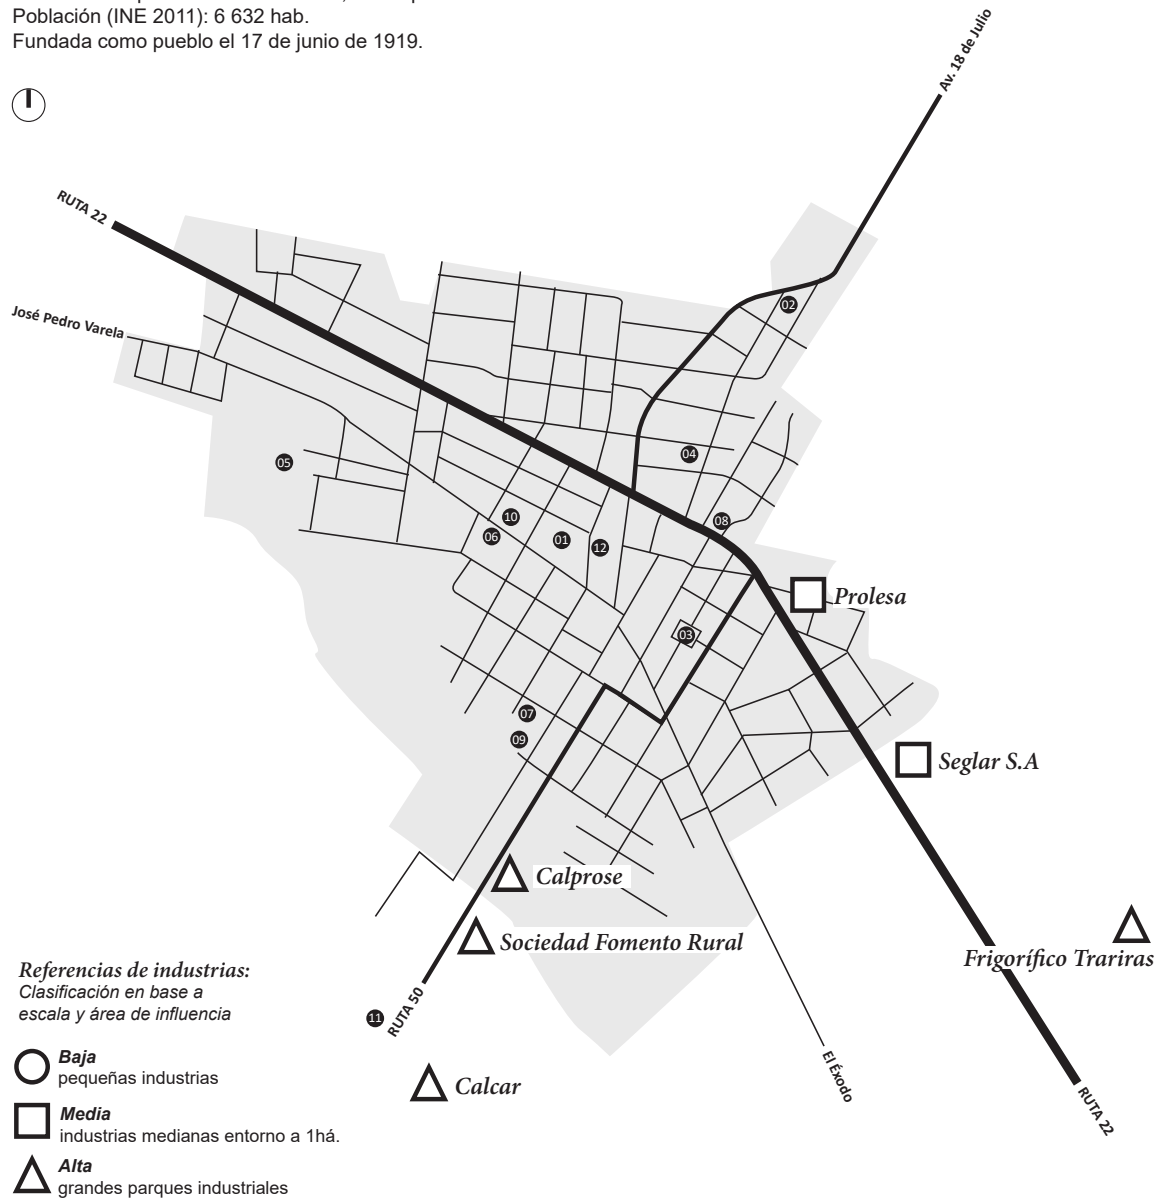 Población (INE 2011): 6 632 hab.
Fundada como pueblo el 17 de junio de 1919.
Av. 18 de Julio
RUTA 22
José Pedro Varela
02
04
05
08
10
06
01
12
Prolesa
03
07
09
Seglar S.A
Calprose
Sociedad Fomento Rural
Frigorífico Trariras
Referencias de industrias:
Clasificación en base a
escala y área de influencia
11
RUTA 50
El Éxodo
Baja
pequeñas industrias
Calcar
RUTA 22
Media
industrias medianas entorno a 1há.
Alta
grandes parques industriales